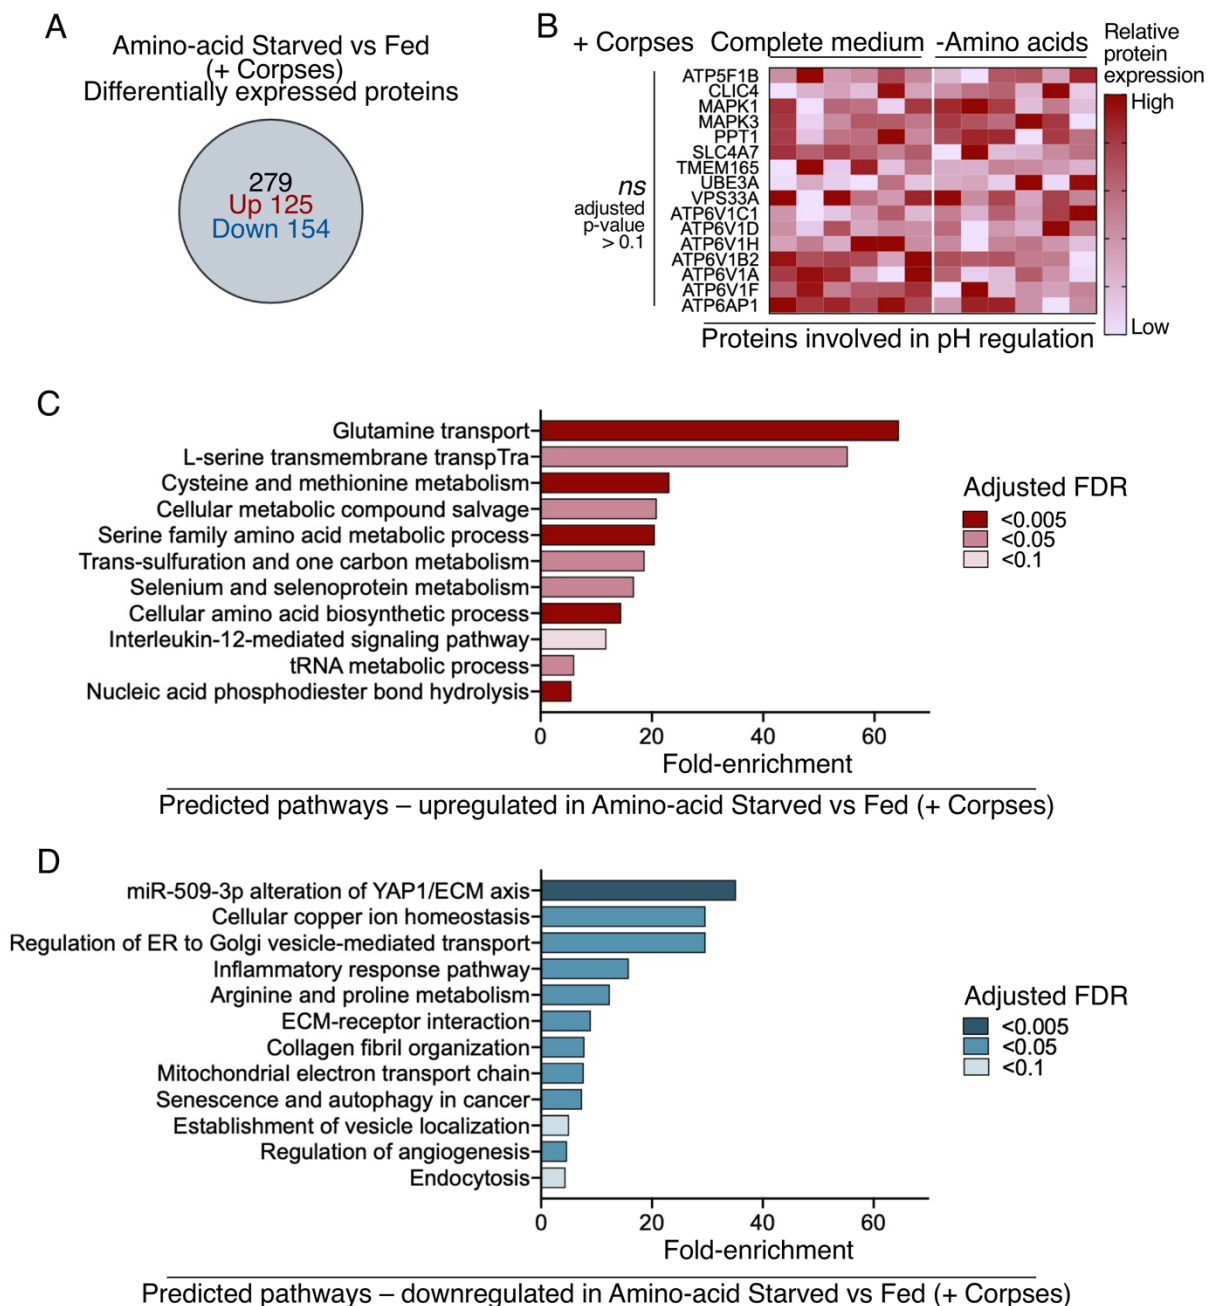 A
Amino-acid Starved vs Fed
(+ Corpses)
Differentially expressed proteins
279
Up 125
Down 154
B
+ Corpses Complete medium -Amino acids
Relative
protein
expression
High
Low
ns
adjusted
p-value
> 0.1
ATP5F1B
CLIC4
MAPK1
MAPK3
PPT1
SLC4A7
TMEM165
UBE3A
VPS33A
ATP6V1C1
ATP6V1D
ATP6V1H
ATP6V1B2
ATP6V1A
ATP6V1F
ATP6AP1
Proteins involved in pH regulation
C
Glutamine transport
L-serine transmembrane transpTra
Cysteine and methionine metabolism
Cellular metabolic compound salvage
Serine family amino acid metabolic process
Trans-sulfuration and one carbon metabolism
Selenium and selenoprotein metabolism
Cellular amino acid biosynthetic process
Interleukin-12-mediated signaling pathway
tRNA metabolic process
Nucleic acid phosphodiester bond hydrolysis
0 20 40 60
Fold-enrichment
Adjusted FDR
<0.005
<0.05
<0.1
Predicted pathways – upregulated in Amino-acid Starved vs Fed (+ Corpses)
D
miR-509-3p alteration of YAP1/ECM axis
Cellular copper ion homeostasis
Regulation of ER to Golgi vesicle-mediated transport
Inflammatory response pathway
Arginine and proline metabolism
ECM-receptor interaction
Collagen fibril organization
Mitochondrial electron transport chain
Senescence and autophagy in cancer
Establishment of vesicle localization
Regulation of angiogenesis
Endocytosis
0 20 40 60
Fold-enrichment
Adjusted FDR
<0.005
<0.05
<0.1
Predicted pathways – downregulated in Amino-acid Starved vs Fed (+ Corpses)